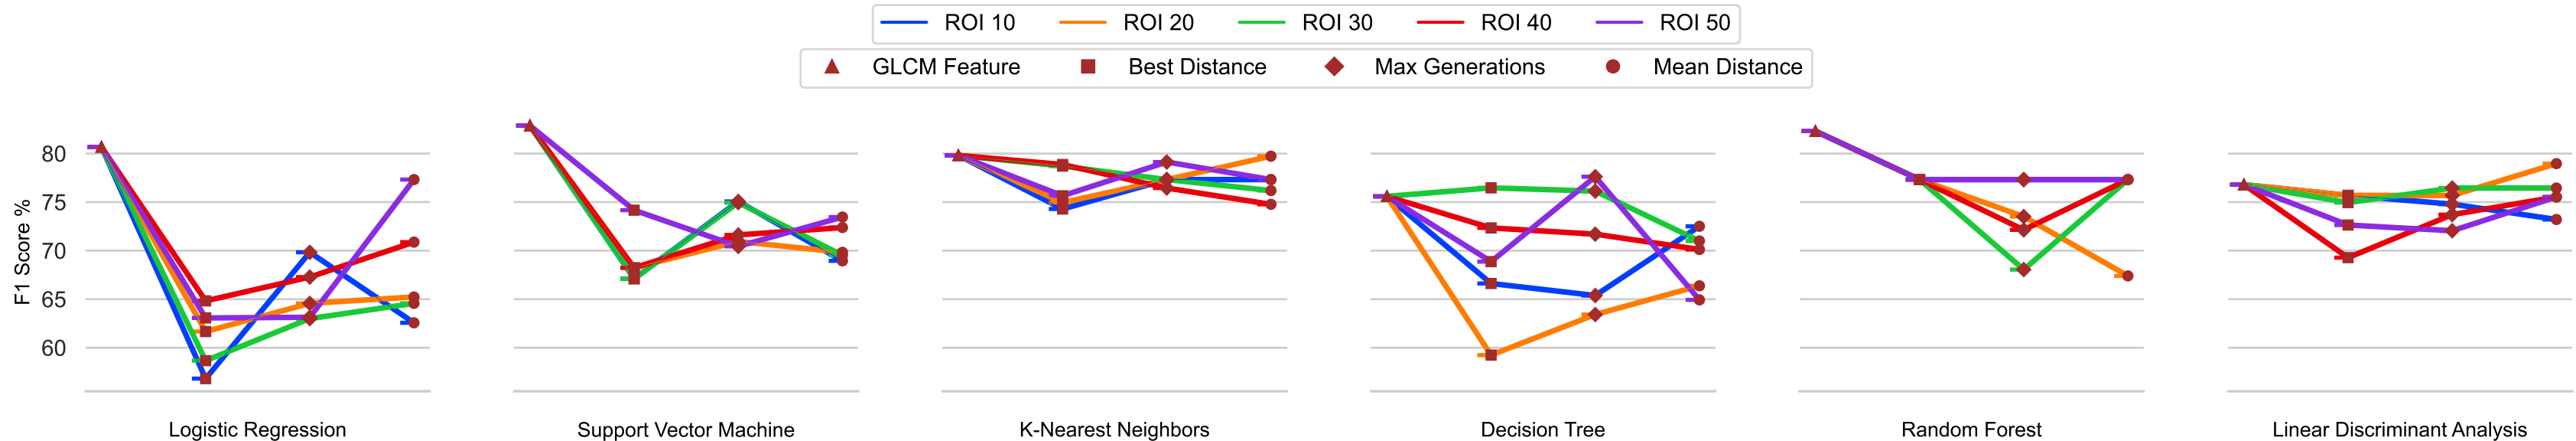 ROI 10 ROI 20 ROI 30 ROI 40 ROI 50
GLCM Feature Best Distance Max Generations Mean Distance
F1 Score %
80
75
70
65
60
Logistic Regression Support Vector Machine K-Nearest Neighbors Decision Tree Random Forest Linear Discriminant Analysis